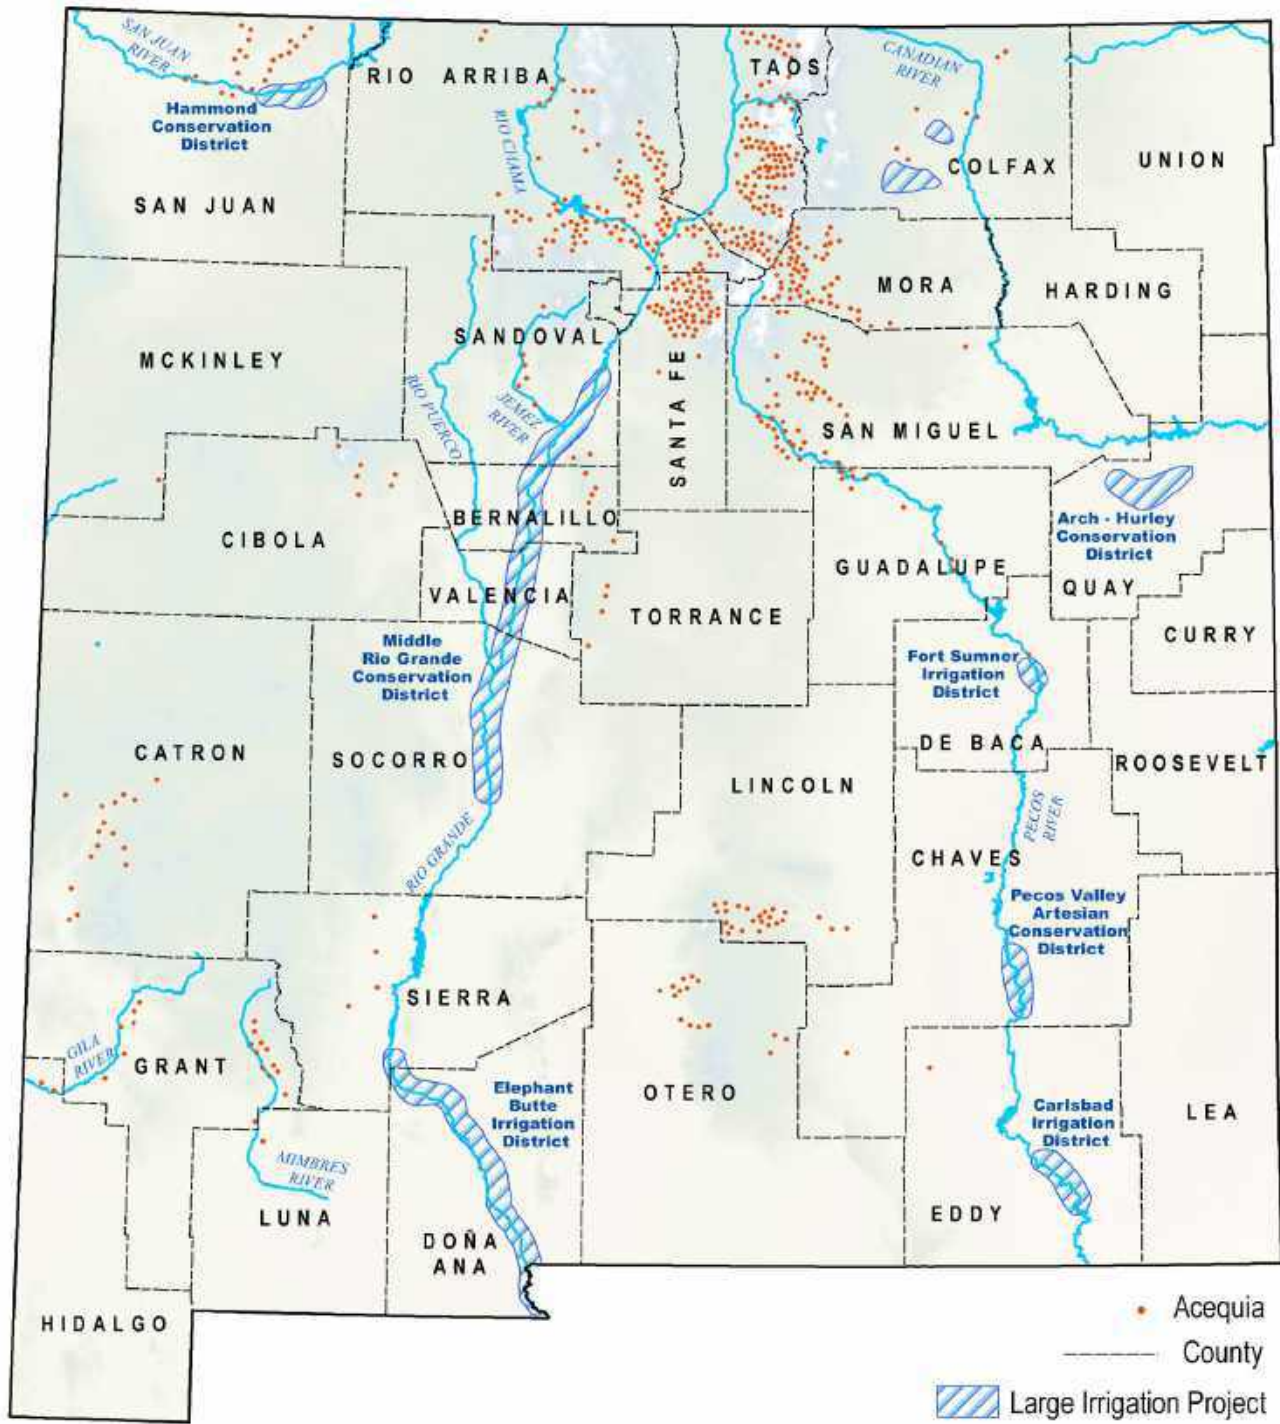 SAN JUAN
RIVER
RIO ARRIBA
TAOS
CANADIAN
RIVER
Hammond
Conservation
District
RIO CHAMA
COLFAX
UNION
SAN JUAN
MORA
HARDING
SANDOVAL
MCKINLEY
SANTA FE
RIO PUERCO
JEMEZ
RIVER
SAN MIGUEL
BERNALILLO
CIBOLA
Arch - Hurley
Conservation
District
GUADALUPE
QUAY
VALENCIA
TORRANCE
CURRY
Middle
Rio Grande
Conservation
District
Fort Sumner
Irrigation
District
CATRON
SOCORRO
DE BACA
ROOSEVELT
LINCOLN
RIO GRANDE
PECOS
RIVER
CHAVES
Pecos Valley
Artesian
Conservation
District
SIERRA
GILA
RIVER
GRANT
OTERO
Elephant
Butte
Irrigation
District
Carlsbad
Irrigation
District
LEA
MIMBRES
RIVER
LUNA
EDDY
DOÑA
ANA
HIDALGO
Acequia
County
Large Irrigation Project